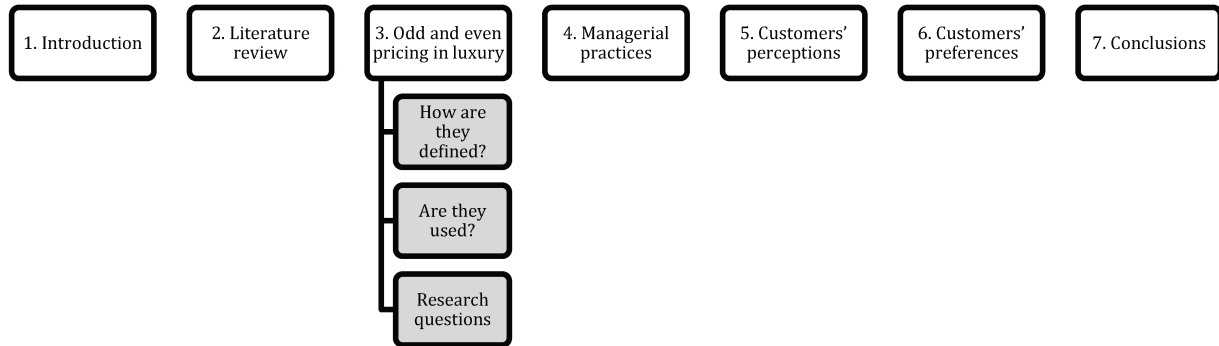 1. Introduction
2. Literature
review
3. Odd and even
pricing in luxury
4. Managerial
practices
5. Customers’
perceptions
6. Customers’
preferences
7. Conclusions
How are
they
defined?
Are they
used?
Research
questions